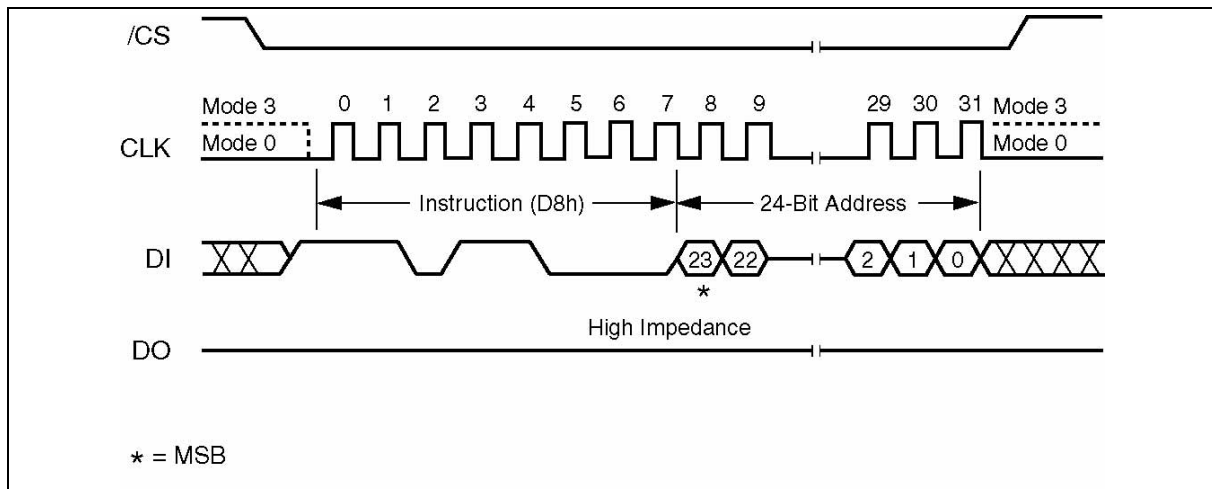 /CS
Mode 3
0 1 2 3 4 5 6 7 8 9 29 30 31
Mode 3
CLK
Mode 0
Mode 0
Instruction (D8h)
24-Bit Address
DI
23 22 2 1 0
*
High Impedance
DO
* = MSB